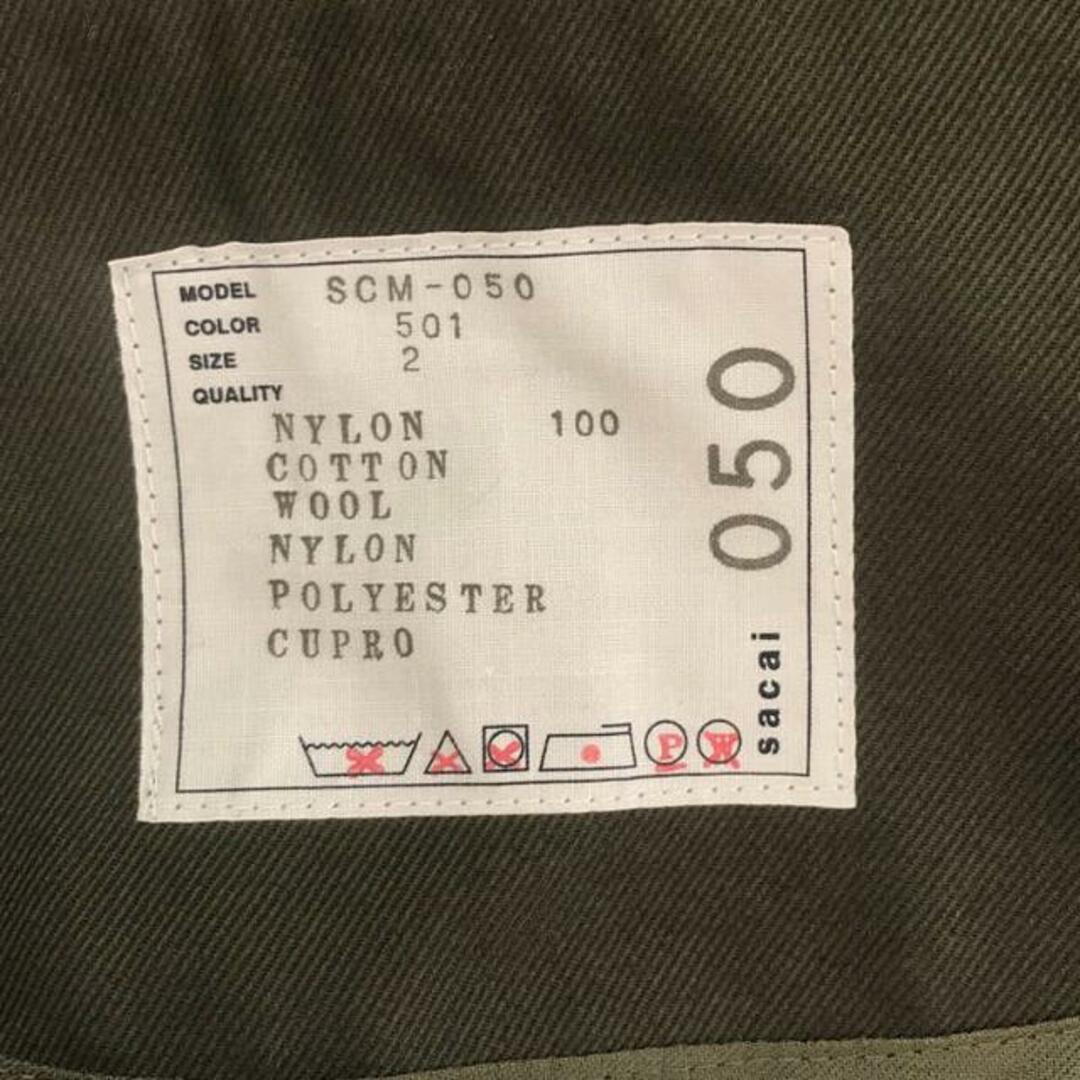 MODEL SCM-050
COLOR 501
SIZE 2
QUALITY
NYLON 100
COTTON
WOOL
NYLON
POLYESTER
CUPRO
P W
050
sacai